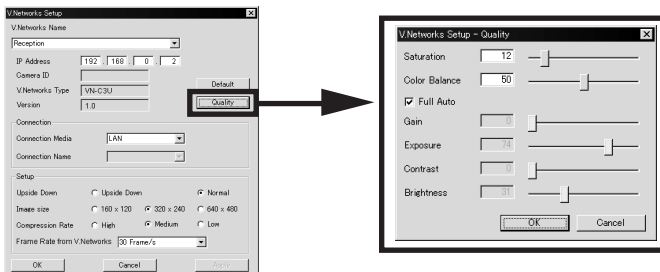 V.Networks Setup
V.Networks Name
Reception
IP Address 192 . 168 . 0 . 2
Camera ID
V.Networks Type VN-C3U
Version 1.0
Default
Quality
Connection
Connection Media LAN
Connection Name
Setup
Upside Down Upside Down Normal
Image size 160 x 120 320 x 240 640 x 480
Compression Rate High Medium Low
Frame Rate from V.Networks 30 Frame/s
OK Cancel Apply
V.Networks Setup - Quality
Saturation 12
Color Balance 50
Full Auto
Gain 0
Exposure 74
Contrast 0
Brightness 31
OK Cancel